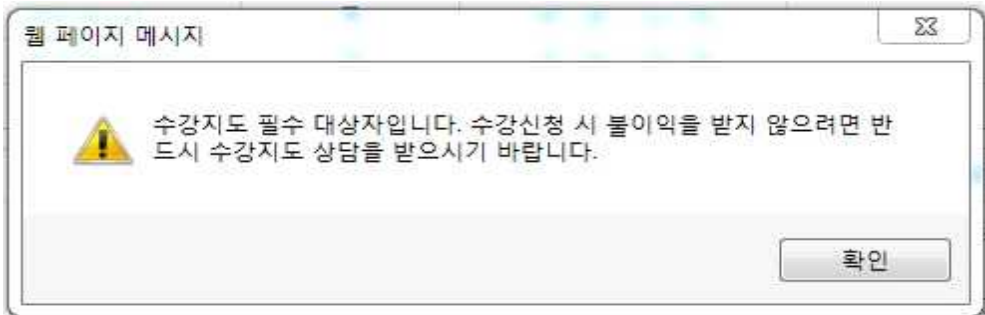 웹 페이지 메시지
수강지도 필수 대상자입니다. 수강신청 시 불이익을 받지 않으려면 반
드시 수강지도 상담을 받으시기 바랍니다.
확인